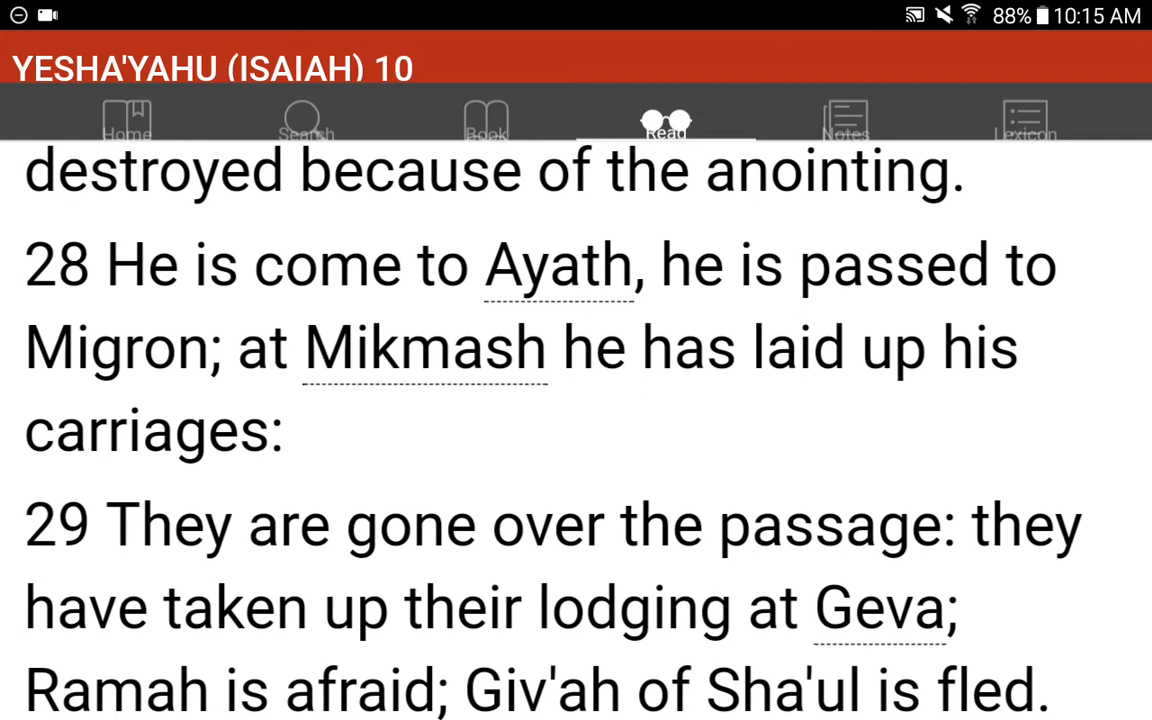 88% 10:15 AM
YESHA'YAHU (ISAIAH) 10
Home Search Book Read Notes Lexicon
destroyed because of the anointing.
28 He is come to Ayath, he is passed to
Migron; at Mikmash he has laid up his
carriages:
29 They are gone over the passage: they
have taken up their lodging at Geva;
Ramah is afraid; Giv'ah of Sha'ul is fled.